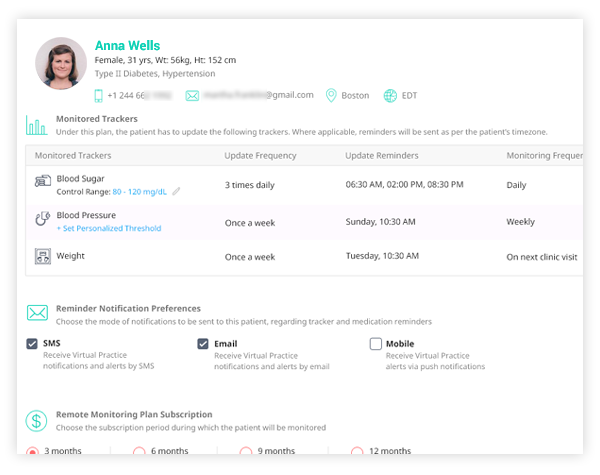 Anna Wells
Female, 31 yrs, Wt: 56kg, Ht: 152 cm
Type II Diabetes, Hypertension
+1 244 66 @gmail.com Boston EDT
Monitored Trackers
Under this plan, the patient has to update the following trackers. Where applicable, reminders will be sent as per the patient's timezone.
Monitored Trackers Update Frequency Update Reminders Monitoring Frequen
Blood Sugar
Control Range: 80 - 120 mg/dL
3 times daily 06:30 AM, 02:00 PM, 08:30 PM Daily
Blood Pressure
+ Set Personalized Threshold
Once a week Sunday, 10:30 AM Weekly
Weight Once a week Tuesday, 10:30 AM On next clinic visit
Reminder Notification Preferences
Choose the mode of notifications to be sent to this patient, regarding tracker and medication reminders
SMS
Receive Virtual Practice
notifications and alerts by SMS
Email
Receive Virtual Practice
notifications and alerts by email
Mobile
Receive Virtual Practice
alerts via push notifications
$
Remote Monitoring Plan Subscription
Choose the subscription period during which the patient will be monitored
3 months 6 months 9 months 12 months